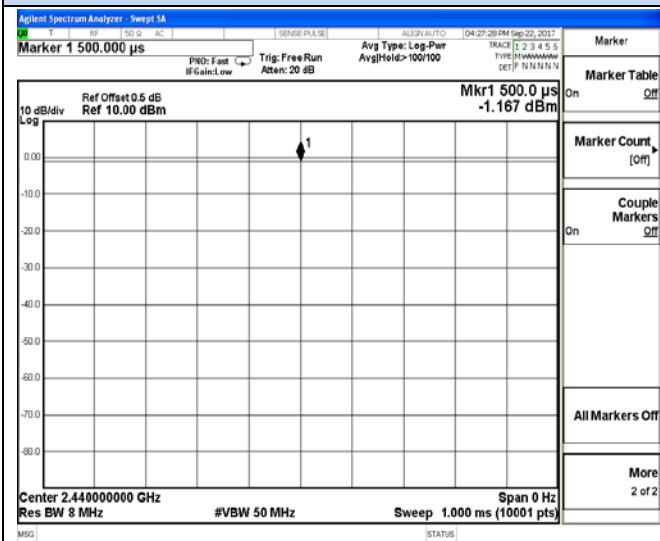 Agilent Spectrum Analyzer - Swept SA
T RF 50 Ω AC SENSE:PULSE ALIGN AUTO 04:27:28 PM Sep 22, 2017
Marker 1 500.000 µs
PNO: Fast
IFGain:Low
Trig: Free Run
Atten: 20 dB
Avg Type: Log-Pwr
Avg|Hold:>100/100
TRACE 1 2 3 4 5 6
TYPE
DET P N N N N N
Ref Offset 0.5 dB
10 dB/div Ref 10.00 dBm
Log
Mkr1 500.0 µs
-1.167 dBm
1
0.00
-10.0
-20.0
-30.0
-40.0
-50.0
-60.0
-70.0
-80.0
Center 2.440000000 GHz Span 0 Hz
Res BW 8 MHz #VBW 50 MHz Sweep 1.000 ms (10001 pts)
MSG STATUS
Marker
Marker Table
On Off
Marker Count
[Off]
Couple
Markers
On Off
All Markers Off
More
2 of 2